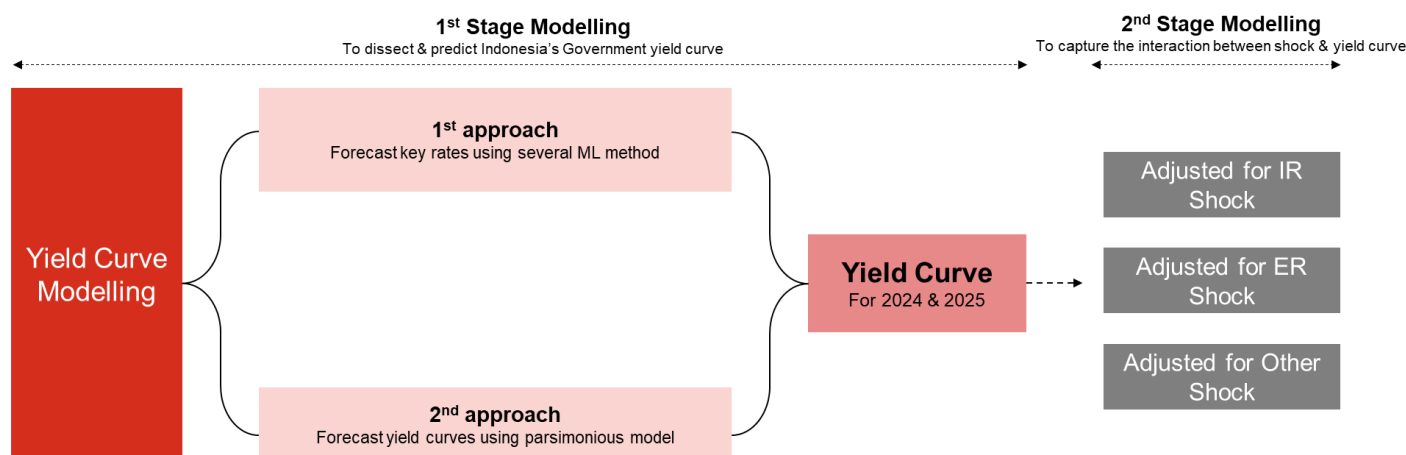 1st Stage Modelling
To dissect & predict Indonesia's Government yield curve
2nd Stage Modelling
To capture the interaction between shock & yield curve
Yield Curve
Modelling
1st approach
Forecast key rates using several ML method
2nd approach
Forecast yield curves using parsimonious model
Yield Curve
For 2024 & 2025
Adjusted for IR
Shock
Adjusted for ER
Shock
Adjusted for Other
Shock